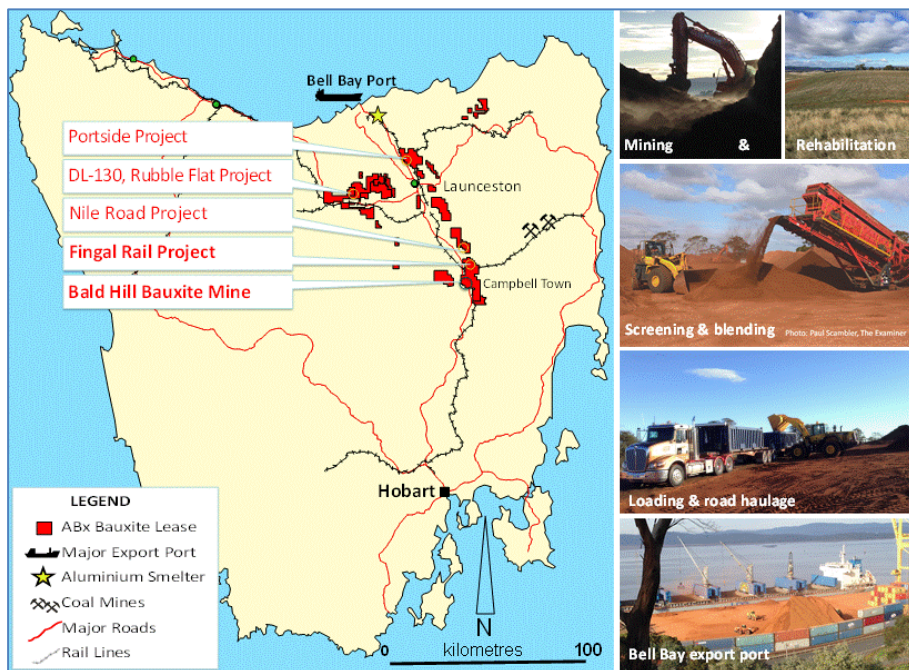 Bell Bay Port
Portside Project
DL-130, Rubble Flat Project
Launceston
Nile Road Project
Fingal Rail Project
Bald Hill Bauxite Mine
Campbell Town
Hobart
LEGEND
ABx Bauxite Lease
Major Export Port
Aluminium Smelter
Coal Mines
Major Roads
Rail Lines
N
0 kilometres 100
Mining &
Rehabilitation
Screening & blending Photo: Paul Scambler, The Examiner
Loading & road haulage
Bell Bay export port